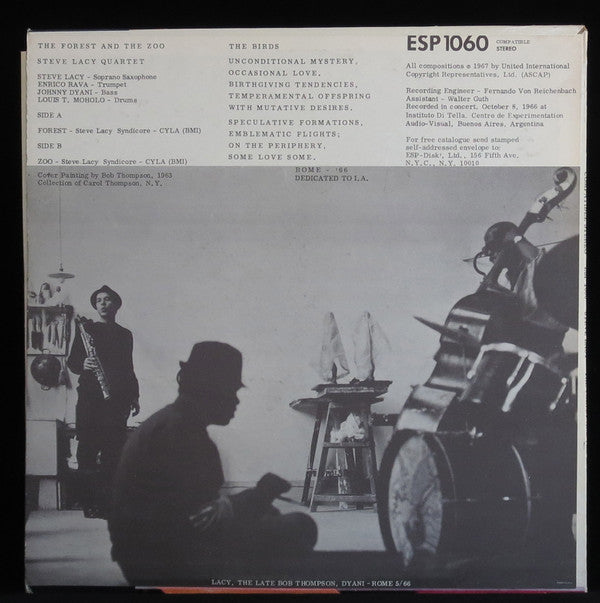 THE FOREST AND THE ZOO
STEVE LACY QUARTET
STEVE LACY - Soprano Saxophone
ENRICO RAVA - Trumpet
JOHNNY DYANI - Bass
LOUIS T. MOHOLO - Drums
SIDE A
FOREST - Steve Lacy Syndicore - CYLA (BMI)
SIDE B
ZOO - Steve Lacy Syndicore - CYLA (BMI)
Cover Painting by Bob Thompson, 1963
Collection of Carol Thompson, N.Y.
THE BIRDS
UNCONDITIONAL MYSTERY,
OCCASIONAL LOVE,
BIRTHGIVING TENDENCIES,
TEMPERAMENTAL OFFSPRING
WITH MUTATIVE DESIRES.
SPECULATIVE FORMATIONS,
EMBLEMATIC FLIGHTS;
ON THE PERIPHERY,
SOME LOVE SOME.
ROME - '66
DEDICATED TO I.A.
ESP 1060 COMPATIBLE
STEREO
All compositions © 1967 by United International
Copyright Representatives, Ltd. (ASCAP)
Recording Engineer - Fernando Von Reichenbach
Assistant - Walter Guth
Recorded in concert, October 8, 1966 at
Instituto Di Tella, Centre de Experimentation
Audio-Visual, Buenos Aires, Argentina
For free catalogue send stamped
self-addressed envelope to:
ESP-Disk', Ltd., 156 Fifth Ave,
N.Y.C., N.Y. 10010
LACY, THE LATE BOB THOMPSON, DYANI - ROME 5/66